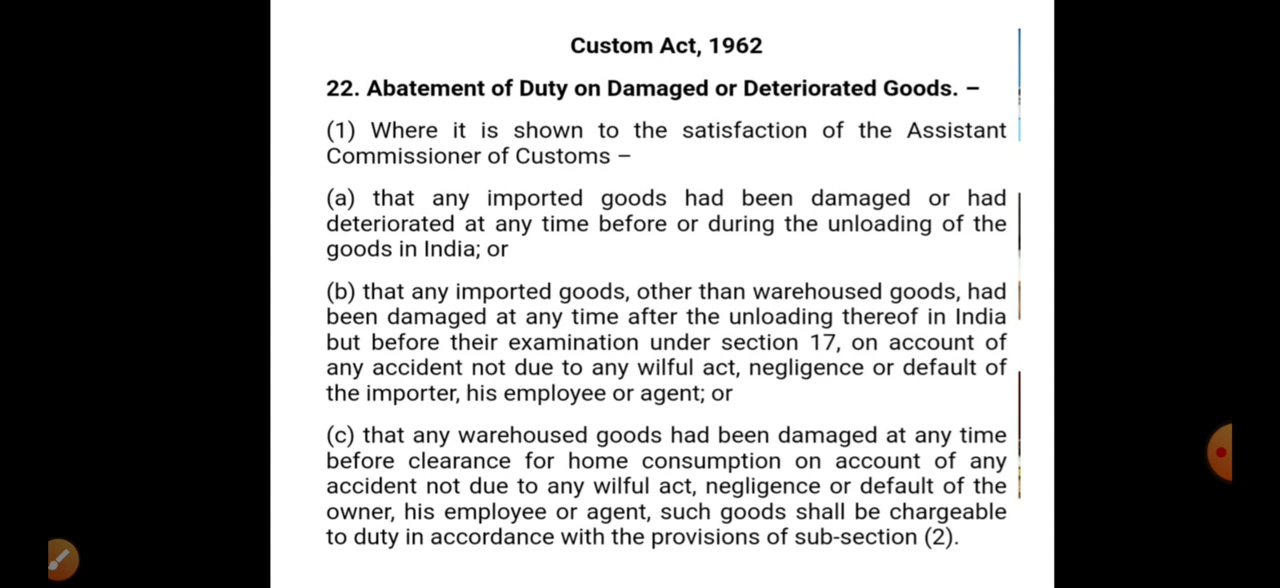 Custom Act, 1962
22. Abatement of Duty on Damaged or Deteriorated Goods. –
(1) Where it is shown to the satisfaction of the Assistant
Commissioner of Customs –
(a) that any imported goods had been damaged or had
deteriorated at any time before or during the unloading of the
goods in India; or
(b) that any imported goods, other than warehoused goods, had
been damaged at any time after the unloading thereof in India
but before their examination under section 17, on account of
any accident not due to any wilful act, negligence or default of
the importer, his employee or agent; or
(c) that any warehoused goods had been damaged at any time
before clearance for home consumption on account of any
accident not due to any wilful act, negligence or default of the
owner, his employee or agent, such goods shall be chargeable
to duty in accordance with the provisions of sub-section (2).